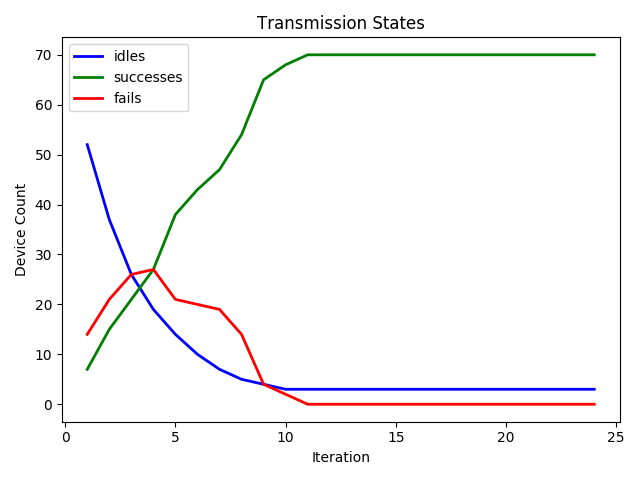 Transmission States
idles
successes
fails
70
60
50
40
30
20
10
0
Device Count
0 5 10 15 20 25
Iteration